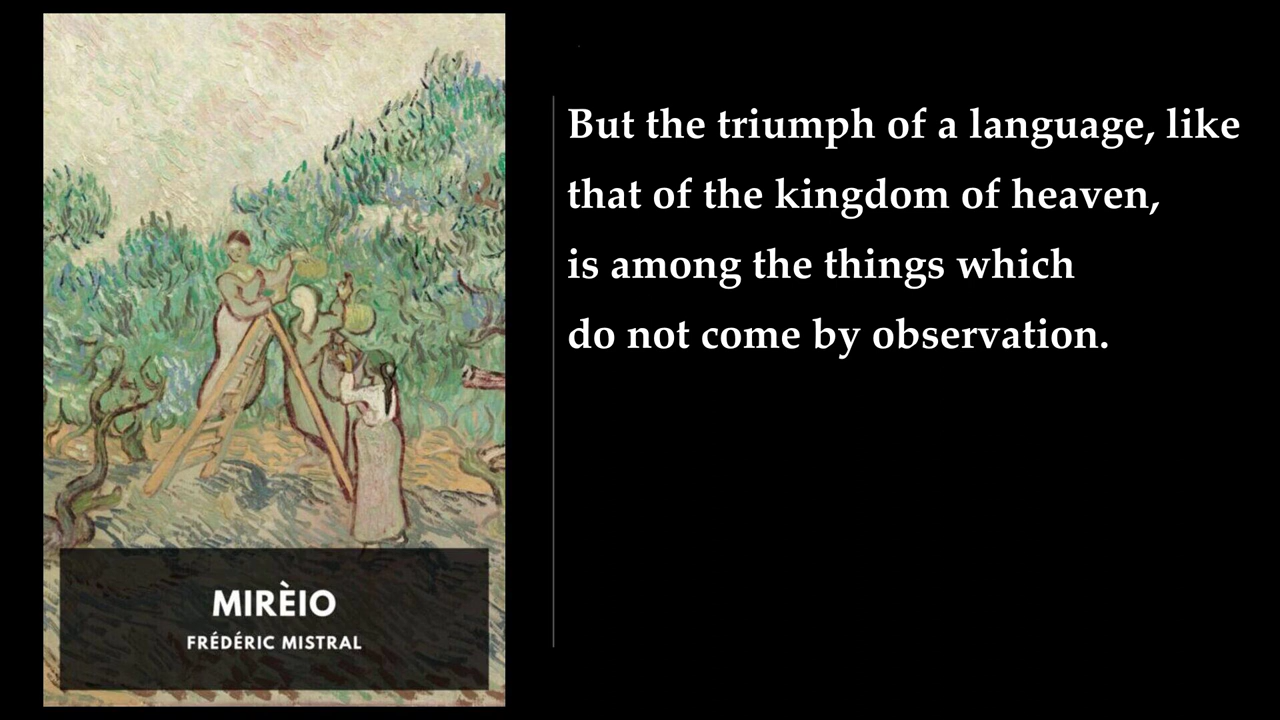 But the triumph of a language, like
that of the kingdom of heaven,
is among the things which
do not come by observation.
MIRÈIO
FRÉDÉRIC MISTRAL